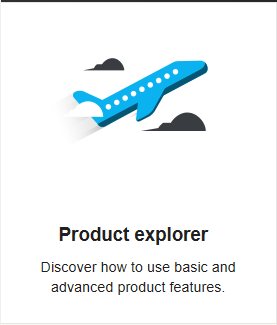 Product explorer
Discover how to use basic and
advanced product features.